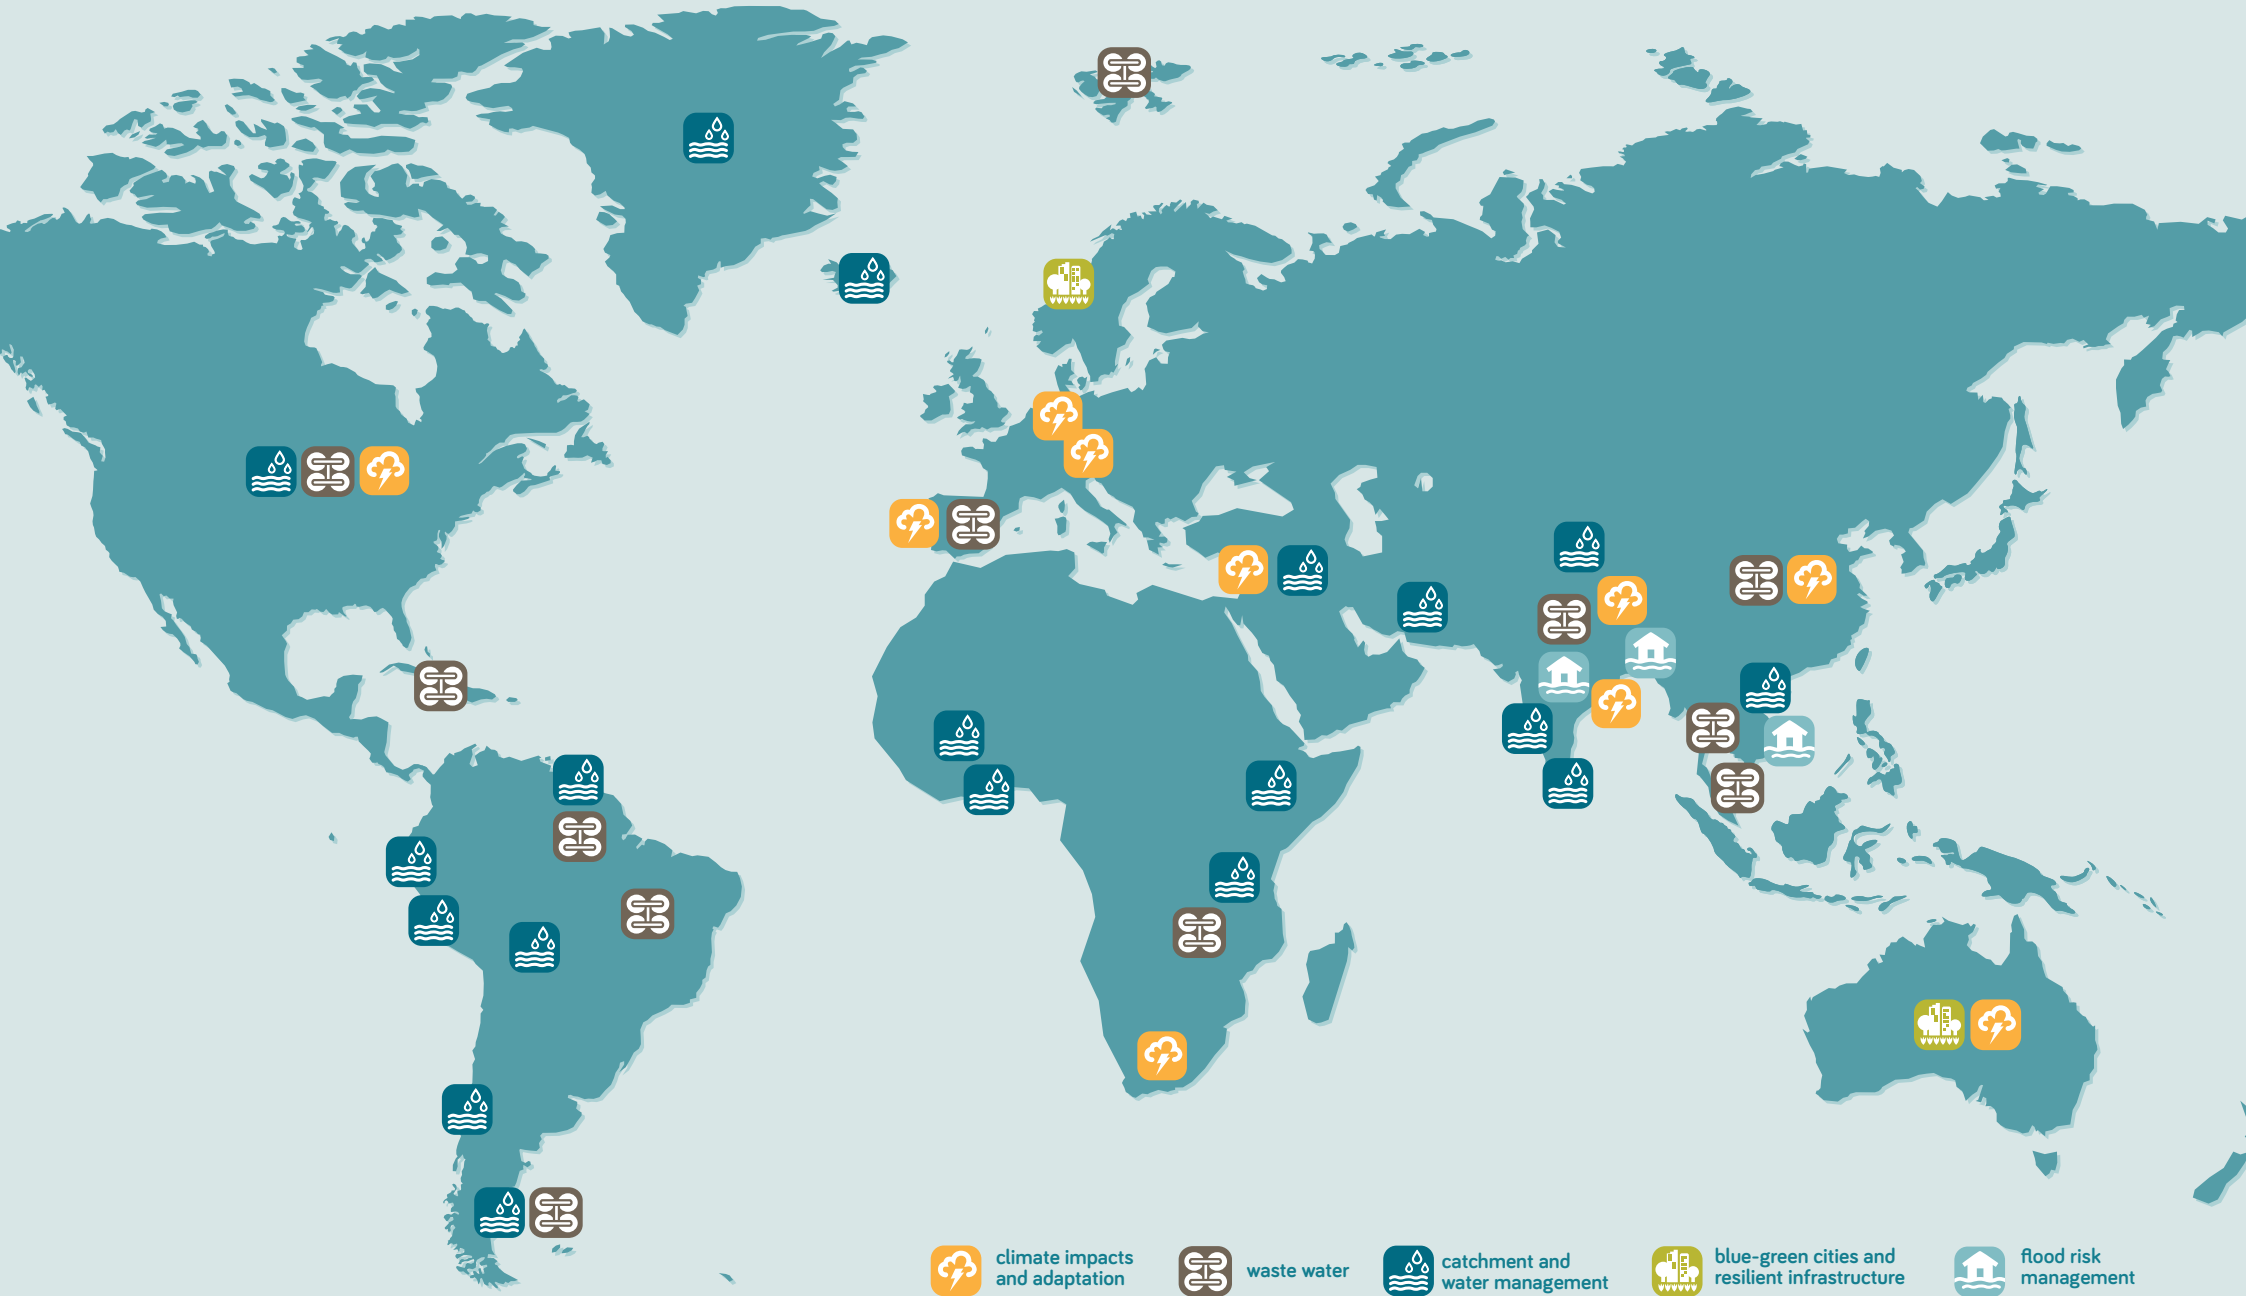 climate impacts
and adaptation
waste water
catchment and
water management
blue-green cities and
resilient infrastructure
flood risk
management